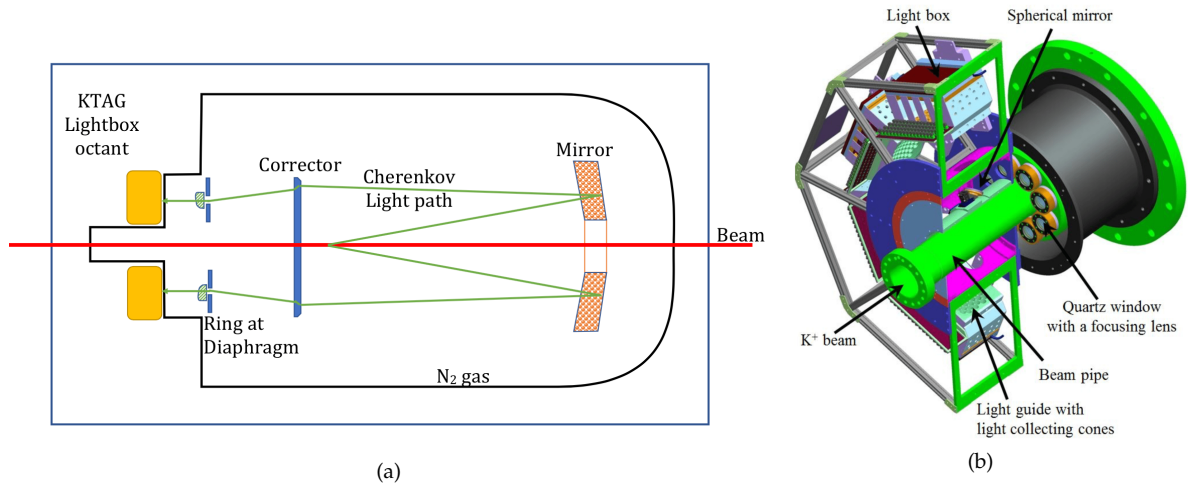 KTAG
Lightbox
octant
Corrector
Cherenkov
Light path
Mirror
Beam
Ring at
Diaphragm
N₂ gas
(a)
Light box
Spherical mirror
Quartz window
with a focusing lens
K⁺ beam
Beam pipe
Light guide with
light collecting cones
(b)